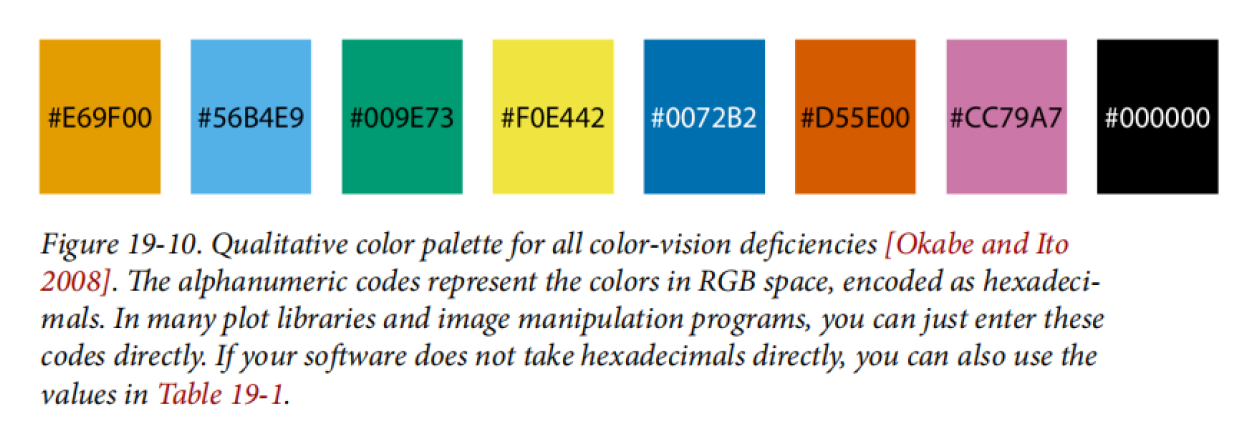 #E69F00 #56B4E9 #009E73 #F0E442 #0072B2 #D55E00 #CC79A7 #000000
Figure 19-10. Qualitative color palette for all color-vision deficiencies [Okabe and Ito
2008]. The alphanumeric codes represent the colors in RGB space, encoded as hexadeci-
mals. In many plot libraries and image manipulation programs, you can just enter these
codes directly. If your software does not take hexadecimals directly, you can also use the
values in Table 19-1.